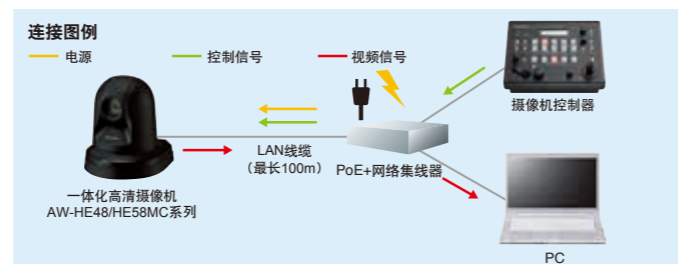 连接图例
电源
控制信号
视频信号
摄像机控制器
LAN线缆
（最长100m）
PoE+网络集线器
一体化高清摄像机
AW-HE48/HE58MC系列
PC